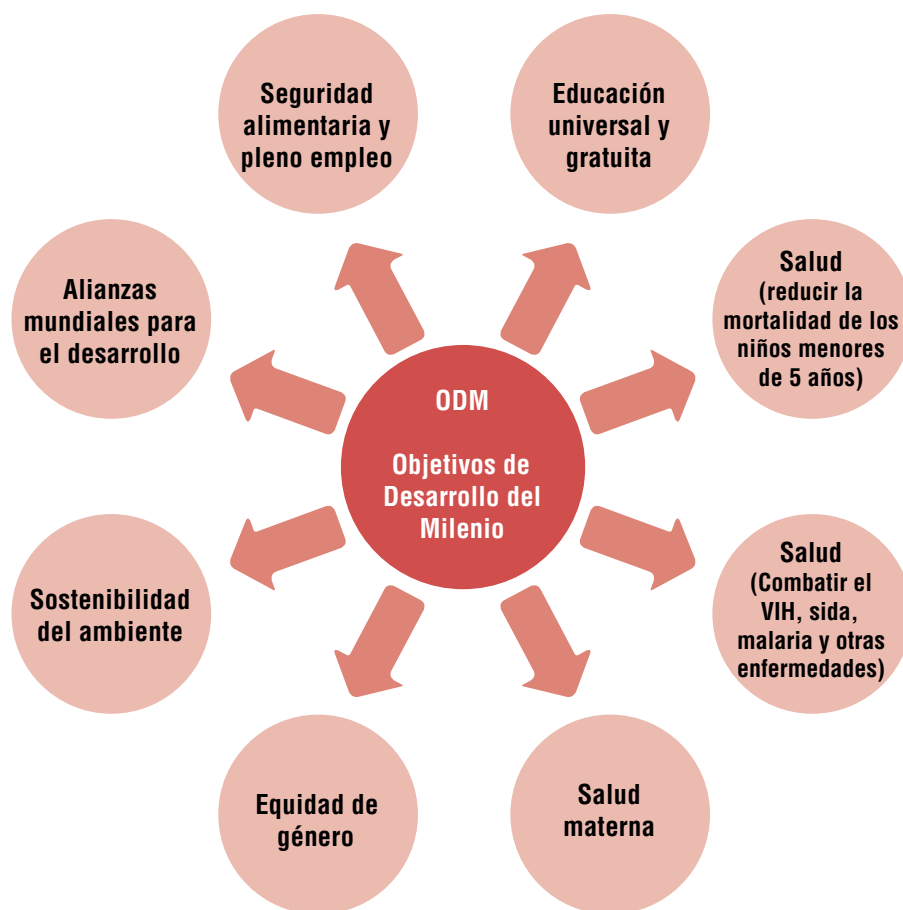 Seguridad
alimentaria y
pleno empleo
Educación
universal y
gratuita
Salud
(reducir la
mortalidad de los
niños menores
de 5 años)
Salud
(Combatir el
VIH, sida,
malaria y otras
enfermedades)
Salud
materna
Equidad de
género
Sostenibilidad
del ambiente
Alianzas
mundiales para
el desarrollo
ODM
Objetivos de
Desarrollo del
Milenio